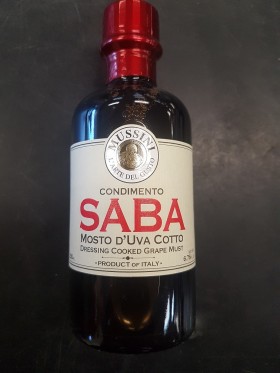 MUSSINI
L'ARTE DEL GUSTO
CONDIMENTO
SABA
MOSTO D'UVA COTTO
DRESSING COOKED GRAPE MUST
•PRODUCT OF ITALY•